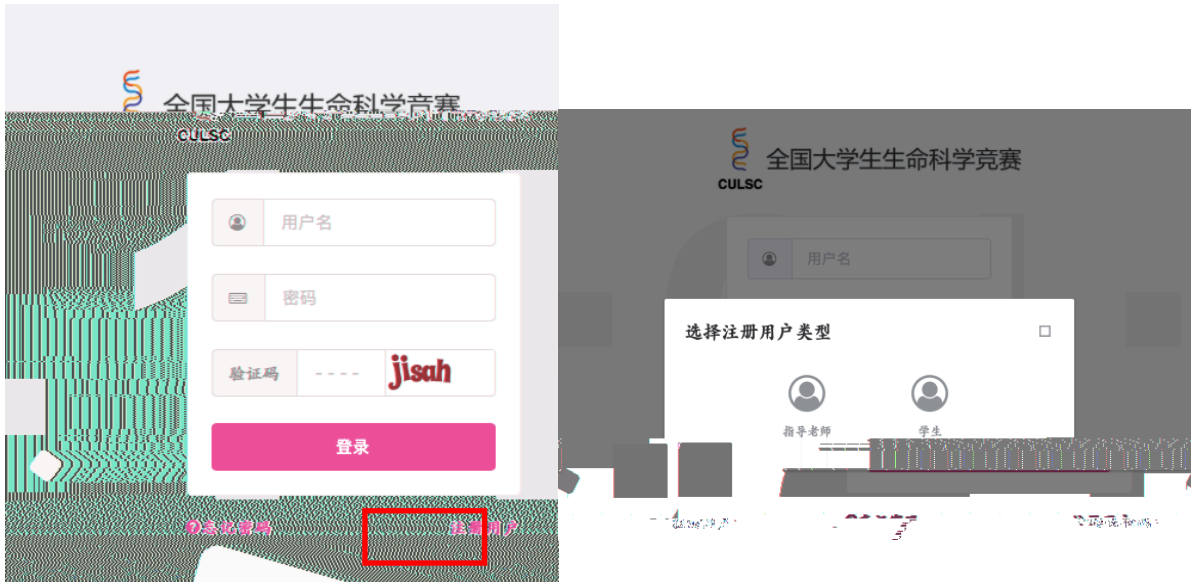 全国大学生生命科学竞赛
CULSC
用户名
密码
验证码 ---- jisah
登录
忘记密码 注册用户
全国大学生生命科学竞赛
CULSC
用户名
选择注册用户类型
指导老师 学生